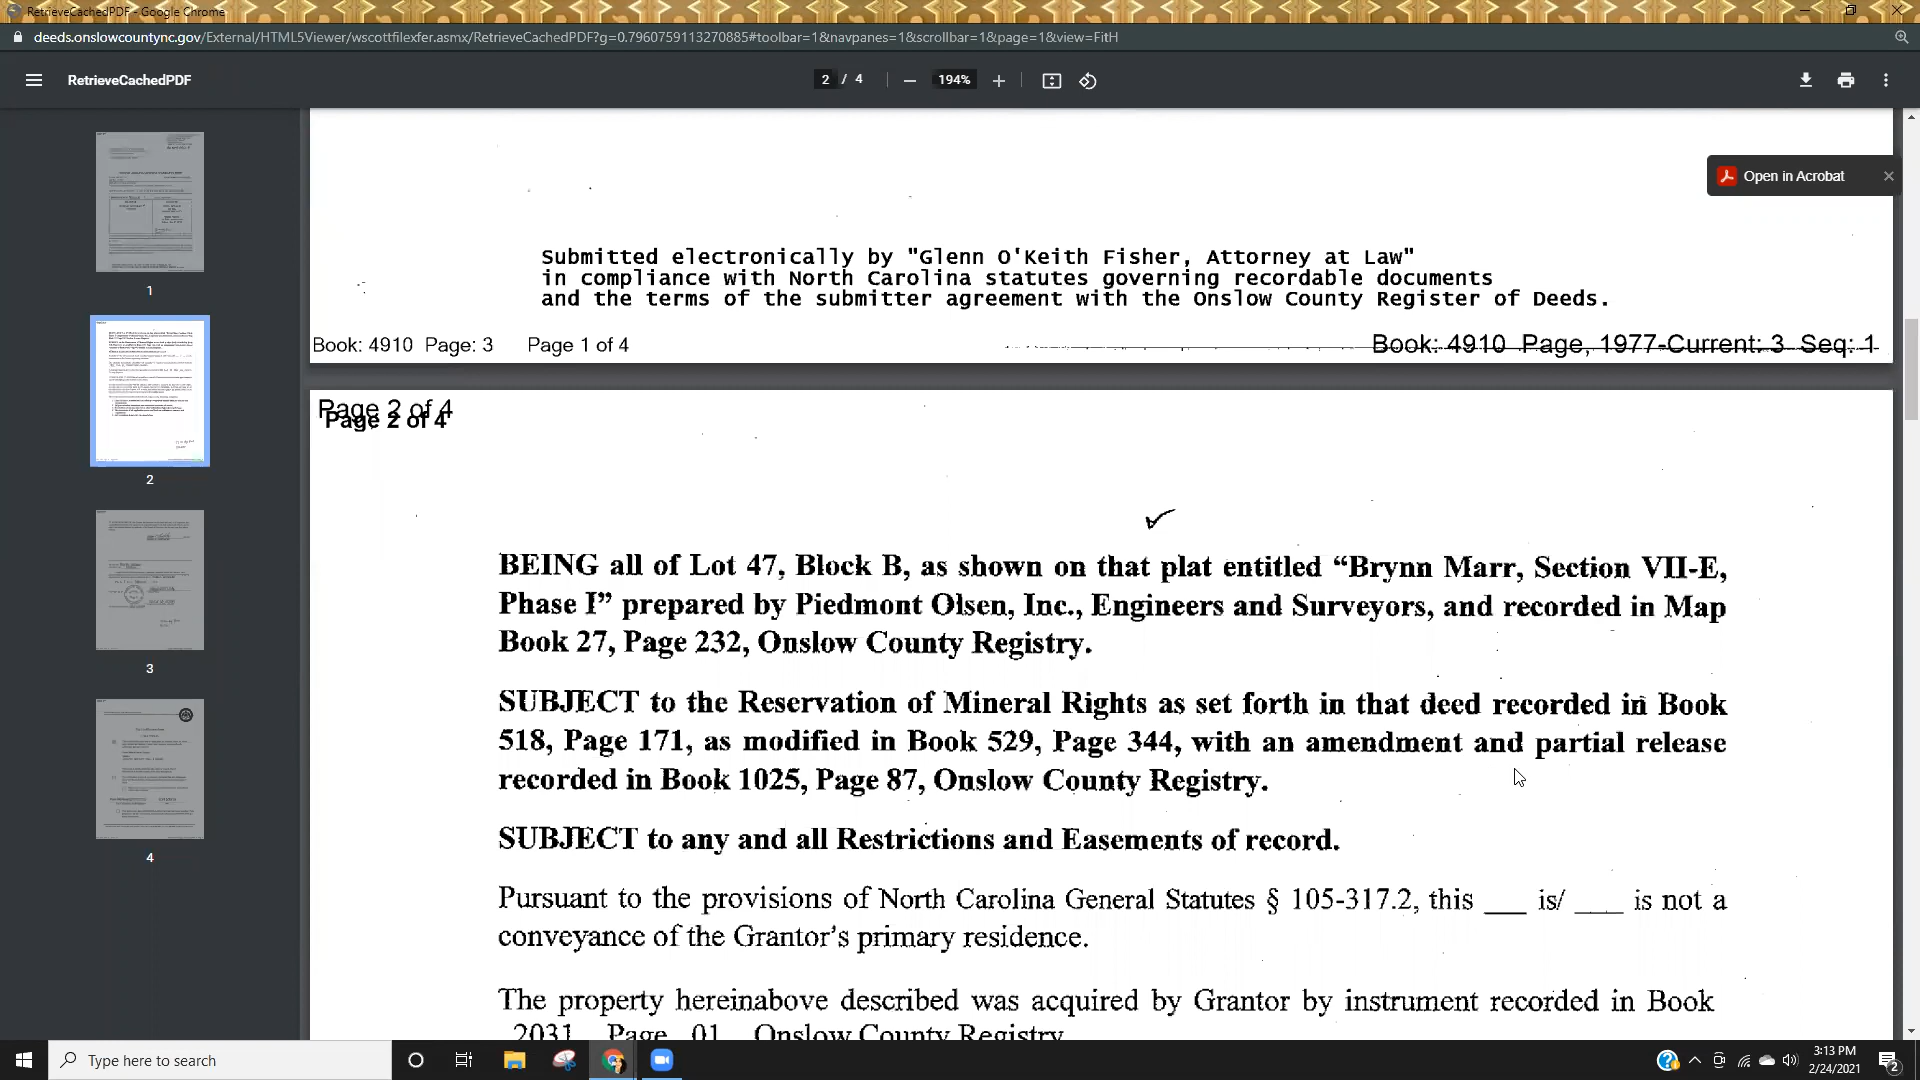 RetrieveCachedPDF - Google Chrome
deeds.onslowcountync.gov/External/HTML5Viewer/wscottfilexfer.asmx/RetrieveCachedPDF?g=0.7960759113270885#toolbar=1&navpanes=1&scrollbar=1&page=1&view=FitH
RetrieveCachedPDF
2 / 4
194%
Open in Acrobat
1
2
3
4
Submitted electronically by "Glenn O'Keith Fisher, Attorney at Law"
in compliance with North Carolina statutes governing recordable documents
and the terms of the submitter agreement with the Onslow County Register of Deeds.
Book: 4910 Page: 3 Page 1 of 4
Book: 4910 Page, 1977-Current: 3 Seq: 1
Page 2 of 4
Page 2 of 4
BEING all of Lot 47, Block B, as shown on that plat entitled “Brynn Marr, Section VII-E,
Phase I” prepared by Piedmont Olsen, Inc., Engineers and Surveyors, and recorded in Map
Book 27, Page 232, Onslow County Registry.
SUBJECT to the Reservation of Mineral Rights as set forth in that deed recorded in Book
518, Page 171, as modified in Book 529, Page 344, with an amendment and partial release
recorded in Book 1025, Page 87, Onslow County Registry.
SUBJECT to any and all Restrictions and Easements of record.
Pursuant to the provisions of North Carolina General Statutes § 105-317.2, this ___ is/ ___ is not a
conveyance of the Grantor’s primary residence.
The property hereinabove described was acquired by Grantor by instrument recorded in Book
2031 Page 01 Onslow County Registry
Type here to search
3:13 PM
2/24/2021
2